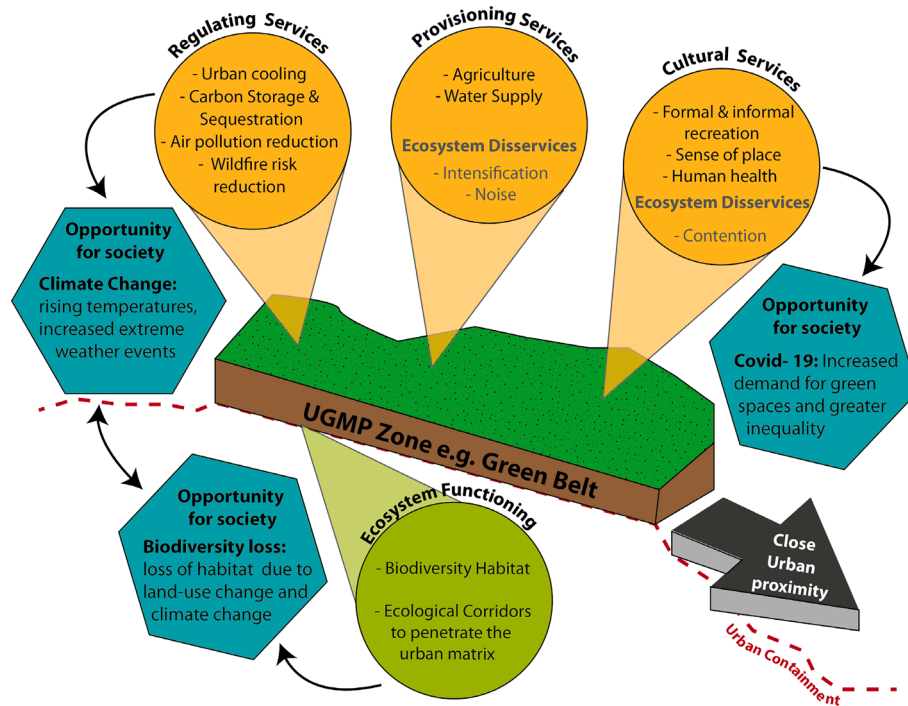 Regulating Services
- Urban cooling
- Carbon Storage &
Sequestration
- Air pollution reduction
- Wildfire risk
reduction
Provisioning Services
- Agriculture
- Water Supply
Ecosystem Disservices
- Intensification
- Noise
Cultural Services
- Formal & informal
recreation
- Sense of place
- Human health
Ecosystem Disservices
- Contention
Opportunity
for society
Climate Change:
rising temperatures,
increased extreme
weather events
Opportunity
for society
Covid- 19: Increased
demand for green
spaces and greater
inequality
UGMP Zone e.g. Green Belt
Opportunity
for society
Biodiversity loss:
loss of habitat due to
land-use change and
climate change
Ecosystem Functioning
- Biodiversity Habitat
- Ecological Corridors
to penetrate the
urban matrix
Close
Urban
proximity
Urban Containment